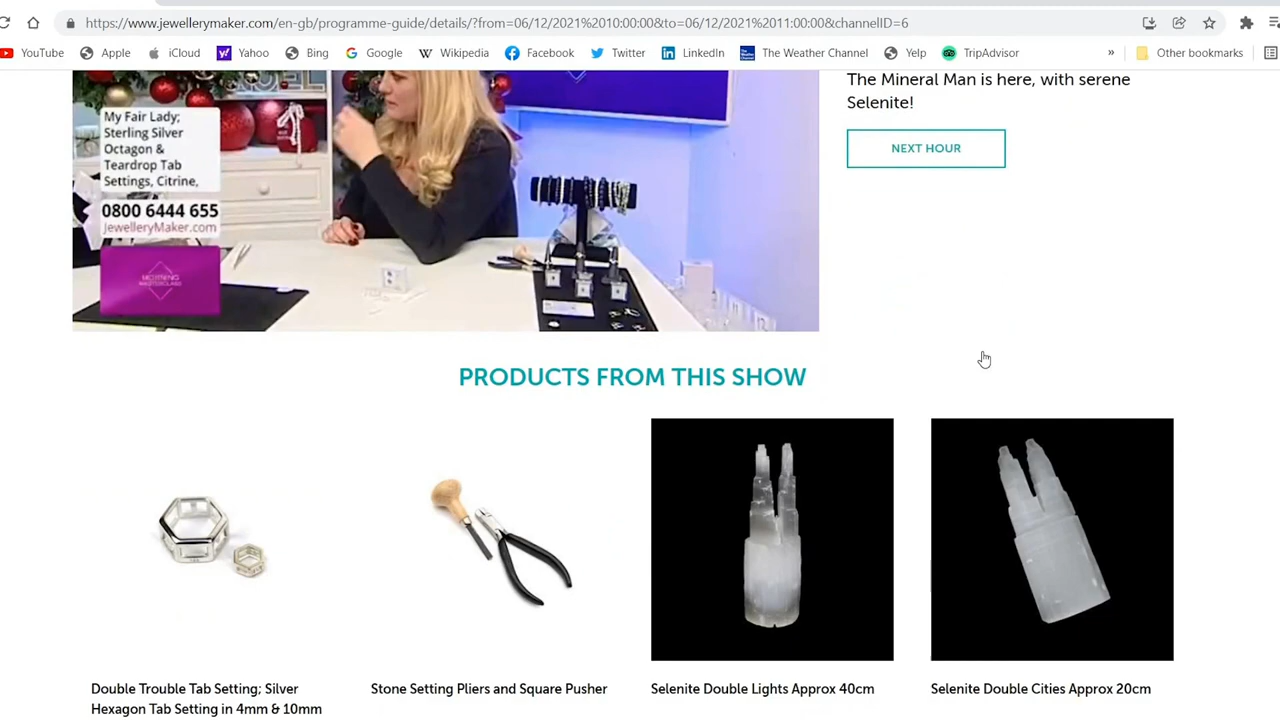 https://www.jewellerymaker.com/en-gb/programme-guide/details/?from=06/12/2021%2010:00:00&to=06/12/2021%2011:00:00&channelID=6
YouTube Apple iCloud Yahoo Bing Google Wikipedia Facebook Twitter LinkedIn The Weather Channel Yelp TripAdvisor » Other bookmarks
The Mineral Man is here, with serene
Selenite!
NEXT HOUR
My Fair Lady;
Sterling Silver
Octagon &
Teardrop Tab
Settings, Citrine,
0800 6444 655
JewelleryMaker.com
MORNING
MASTERCLASS
PRODUCTS FROM THIS SHOW
Double Trouble Tab Setting; Silver
Hexagon Tab Setting in 4mm & 10mm
Stone Setting Pliers and Square Pusher
Selenite Double Lights Approx 40cm
Selenite Double Cities Approx 20cm